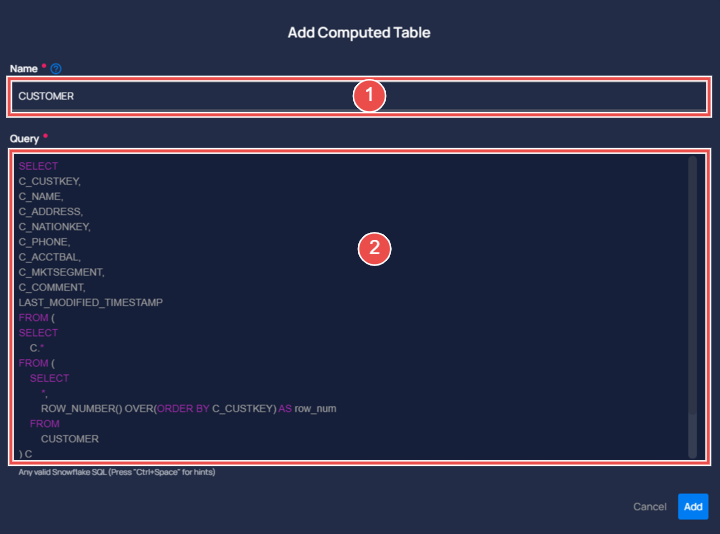 Add Computed Table
Name * ?
CUSTOMER
1
Query *
SELECT
C_CUSTKEY,
C_NAME,
C_ADDRESS,
C_NATIONKEY,
C_PHONE,
C_ACCTBAL,
C_MKTSEGMENT,
C_COMMENT,
LAST_MODIFIED_TIMESTAMP
FROM (
SELECT
C.*
FROM (
SELECT
*,
ROW_NUMBER() OVER(ORDER BY C_CUSTKEY) AS row_num
FROM
CUSTOMER
) C
2
Any valid Snowflake SQL (Press "Ctrl+Space" for hints)
Cancel Add